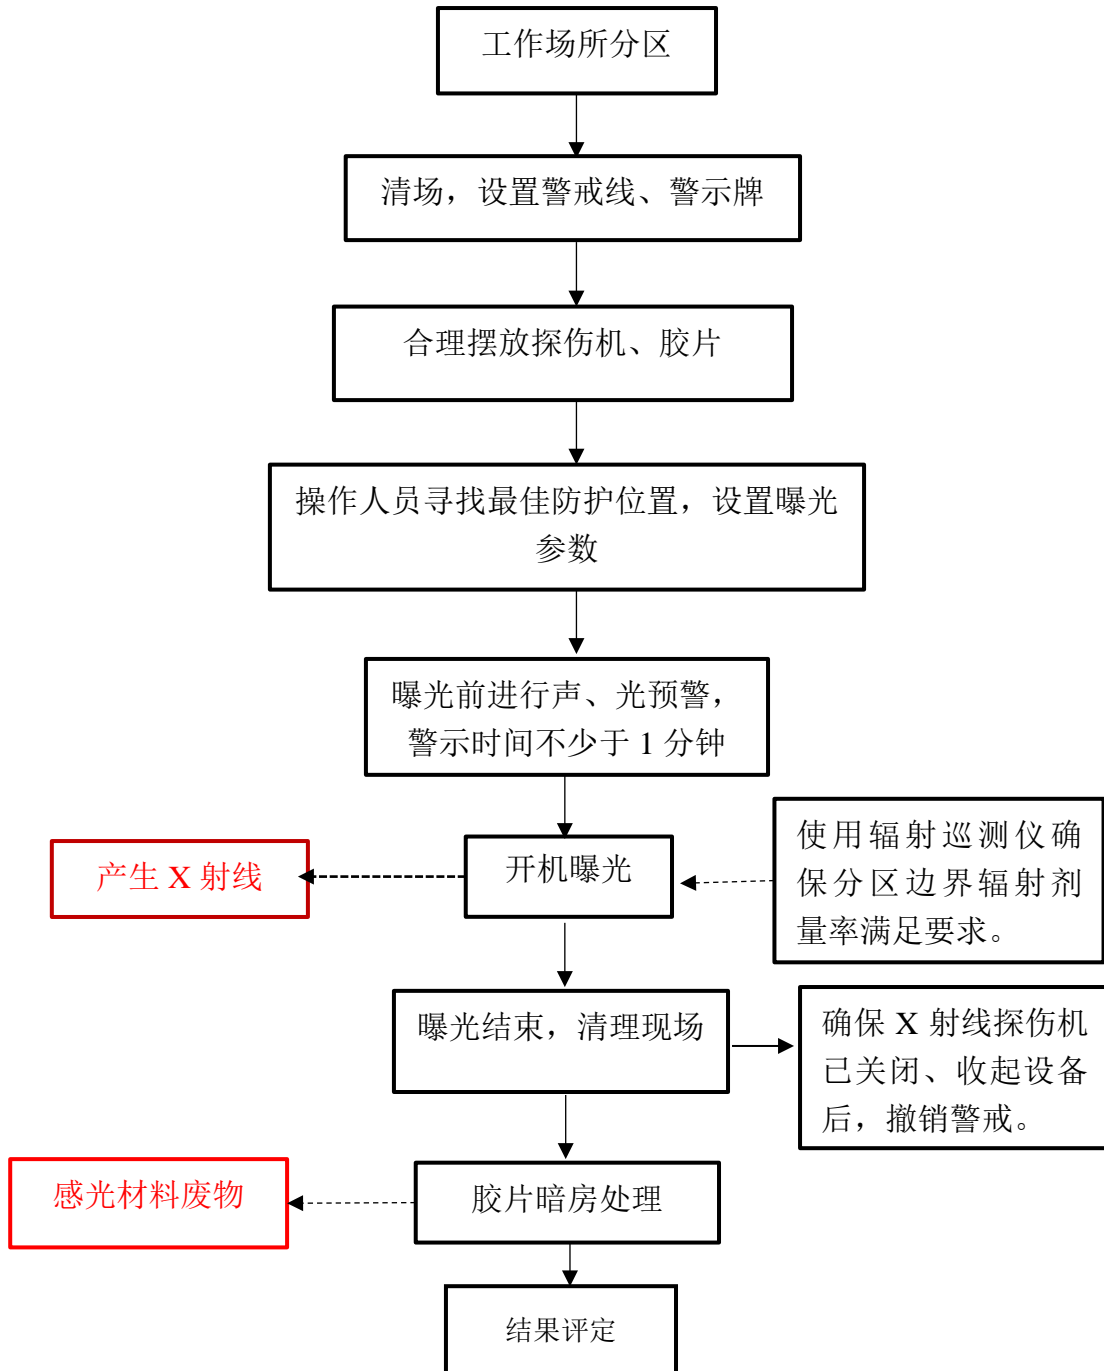 工作场所分区
清场，设置警戒线、警示牌
合理摆放探伤机、胶片
操作人员寻找最佳防护位置，设置曝光
参数
曝光前进行声、光预警，
警示时间不少于 1 分钟
产生 X 射线
开机曝光
使用辐射巡测仪确
保分区边界辐射剂
量率满足要求。
曝光结束，清理现场
确保 X 射线探伤机
已关闭、收起设备
后，撤销警戒。
感光材料废物
胶片暗房处理
结果评定